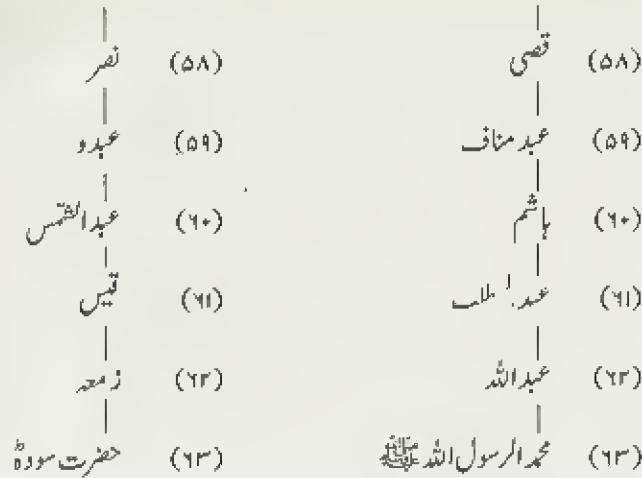 (۵۸) قصی (۵۸) نصر
(۵۹) عبد مناف (۵۹) عبدو
(۶۰) ہاشم (۶۰) عبدالشمس
(۶۱) عبدالمطلب (۶۱) قیس
(۶۲) عبداللہ (۶۲) زمعہ
(۶۳) محمد الرسول اللہ ﷺ (۶۳) حضرت سودہؓ